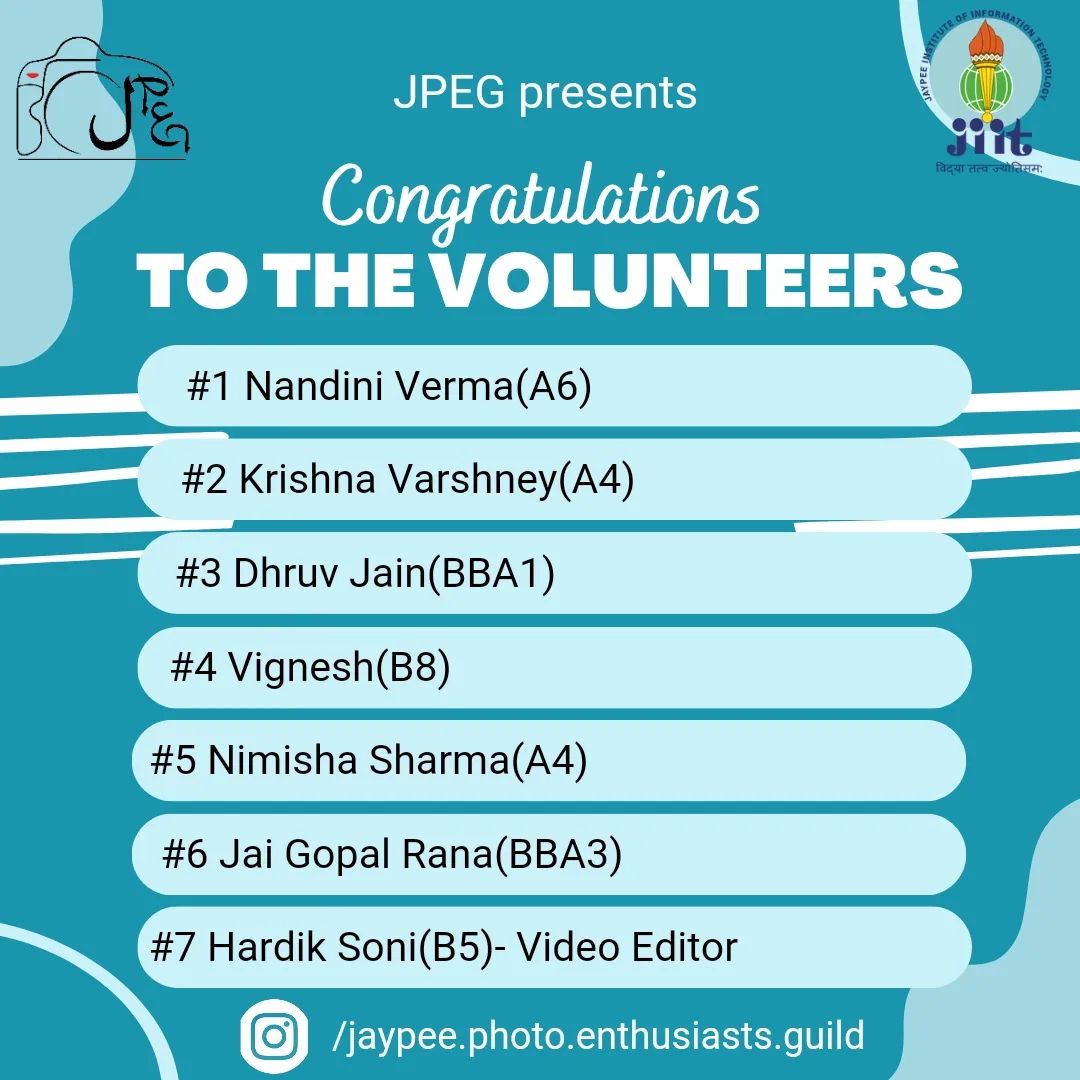 JPEG
JPEG presents
JAYPEE INSTITUTE OF INFORMATION TECHNOLOGY
jiit
विद्या तत्व ज्योतिसमः
Congratulations
TO THE VOLUNTEERS
#1 Nandini Verma(A6)
#2 Krishna Varshney(A4)
#3 Dhruv Jain(BBA1)
#4 Vignesh(B8)
#5 Nimisha Sharma(A4)
#6 Jai Gopal Rana(BBA3)
#7 Hardik Soni(B5)- Video Editor
/jaypee.photo.enthusiasts.guild